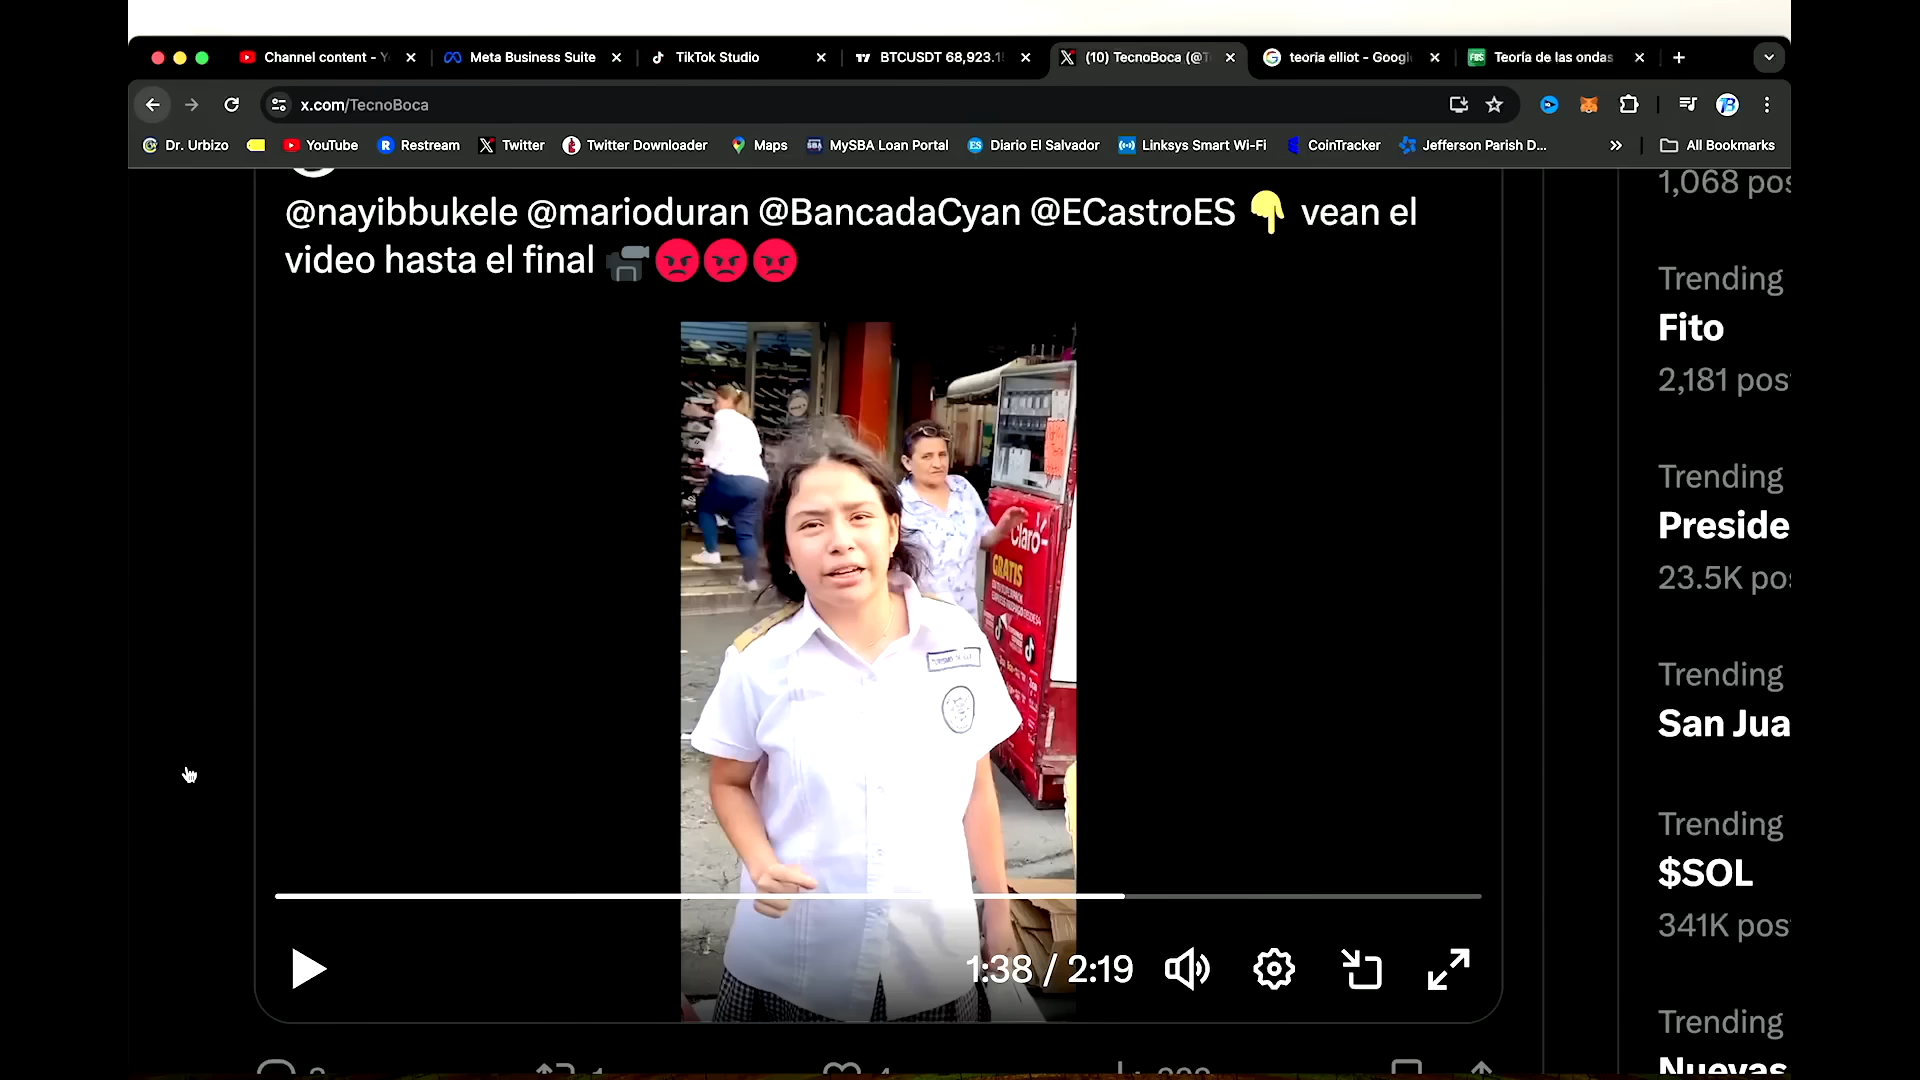 Channel content - Y
Meta Business Suite
TikTok Studio
BTCUSDT 68,923.1
(10) TecnoBoca (@T
teoria elliot - Googl
Teoría de las ondas
x.com/TecnoBoca
Dr. Urbizo
YouTube
Restream
Twitter
Twitter Downloader
Maps
MySBA Loan Portal
Diario El Salvador
Linksys Smart Wi-Fi
CoinTracker
Jefferson Parish D...
All Bookmarks
@nayibbukele @marioduran @BancadaCyan @ECastroES 👇 vean el
video hasta el final 📹😡😡😡
Claro
GRATIS
1:38 / 2:19
1,068 pos
Trending
Fito
2,181 pos
Trending
Preside
23.5K pos
Trending
San Jua
Trending
$SOL
341K pos
Trending
Nuevas